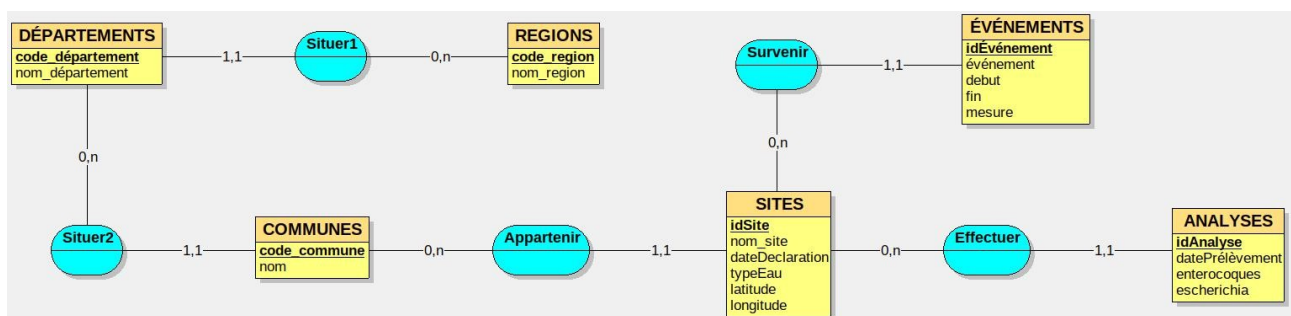 DÉPARTEMENTS
code_département
nom_département
1,1
Situer1
0,n
REGIONS
code_region
nom_region
Survenir
1,1
ÉVÉNEMENTS
idÉvénement
événement
debut
fin
mesure
0,n
0,n
Situer2
1,1
COMMUNES
code_commune
nom
0,n
Appartenir
1,1
SITES
idSite
nom_site
dateDeclaration
typeEau
latitude
longitude
0,n
Effectuer
1,1
ANALYSES
idAnalyse
datePrélèvement
enterocoques
escherichia